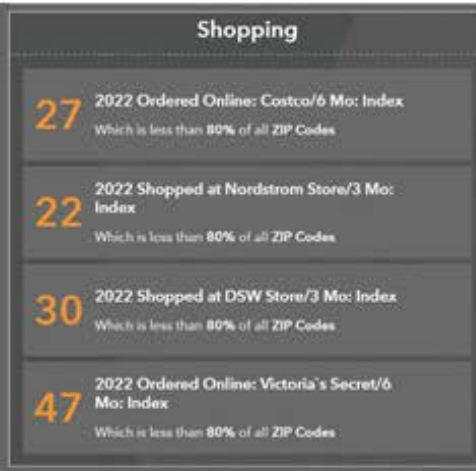 Shopping
27
2022 Ordered Online: Costco/6 Mo: Index
Which is less than 80% of all ZIP Codes
22
2022 Shopped at Nordstrom Store/3 Mo:
Index
Which is less than 80% of all ZIP Codes
30
2022 Shopped at DSW Store/3 Mo: Index
Which is less than 80% of all ZIP Codes
47
2022 Ordered Online: Victoria`s Secret/6
Mo: Index
Which is less than 80% of all ZIP Codes